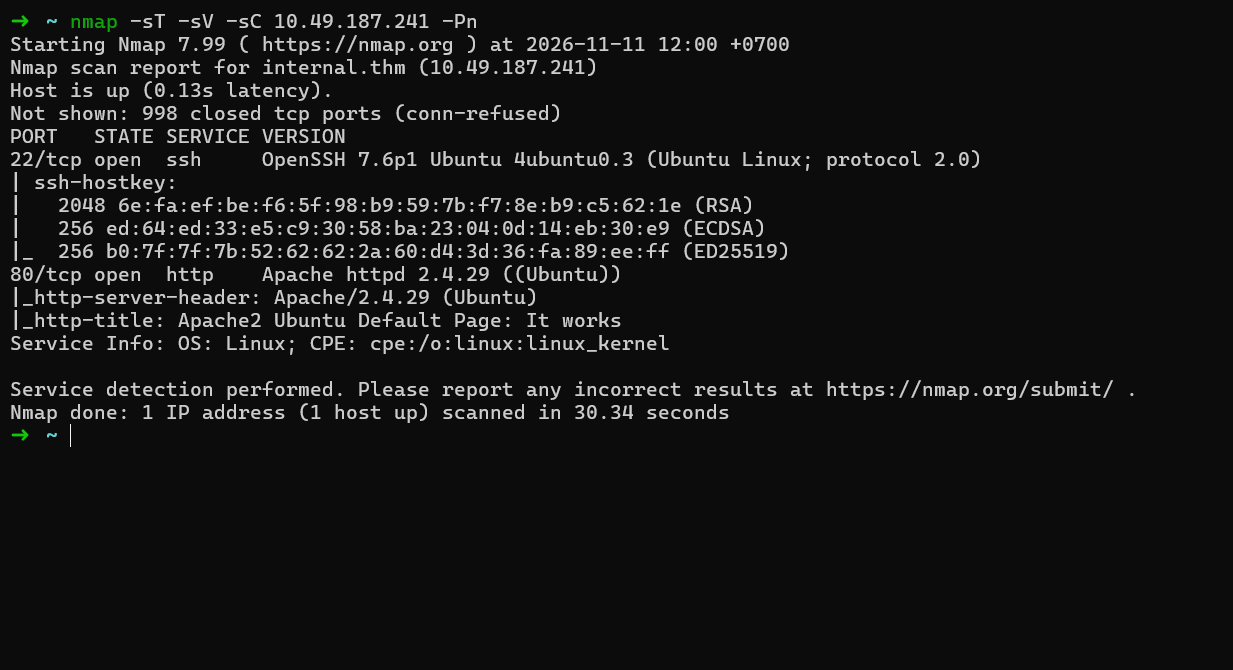 ➜  ~ nmap -sT -sV -sC 10.49.187.241 -Pn
Starting Nmap 7.99 ( https://nmap.org ) at 2026-11-11 12:00 +0700
Nmap scan report for internal.thm (10.49.187.241)
Host is up (0.13s latency).
Not shown: 998 closed tcp ports (conn-refused)
PORT   STATE SERVICE VERSION
22/tcp open  ssh     OpenSSH 7.6p1 Ubuntu 4ubuntu0.3 (Ubuntu Linux; protocol 2.0)
| ssh-hostkey:
|   2048 6e:fa:ef:be:f6:5f:98:b9:59:7b:f7:8e:b9:c5:62:1e (RSA)
|   256 ed:64:ed:33:e5:c9:30:58:ba:23:04:0d:14:eb:30:e9 (ECDSA)
|_  256 b0:7f:7f:7b:52:62:62:2a:60:d4:3d:36:fa:89:ee:ff (ED25519)
80/tcp open  http    Apache httpd 2.4.29 ((Ubuntu))
|_http-server-header: Apache/2.4.29 (Ubuntu)
|_http-title: Apache2 Ubuntu Default Page: It works
Service Info: OS: Linux; CPE: cpe:/o:linux:linux_kernel

Service detection performed. Please report any incorrect results at https://nmap.org/submit/ .
Nmap done: 1 IP address (1 host up) scanned in 30.34 seconds
➜  ~